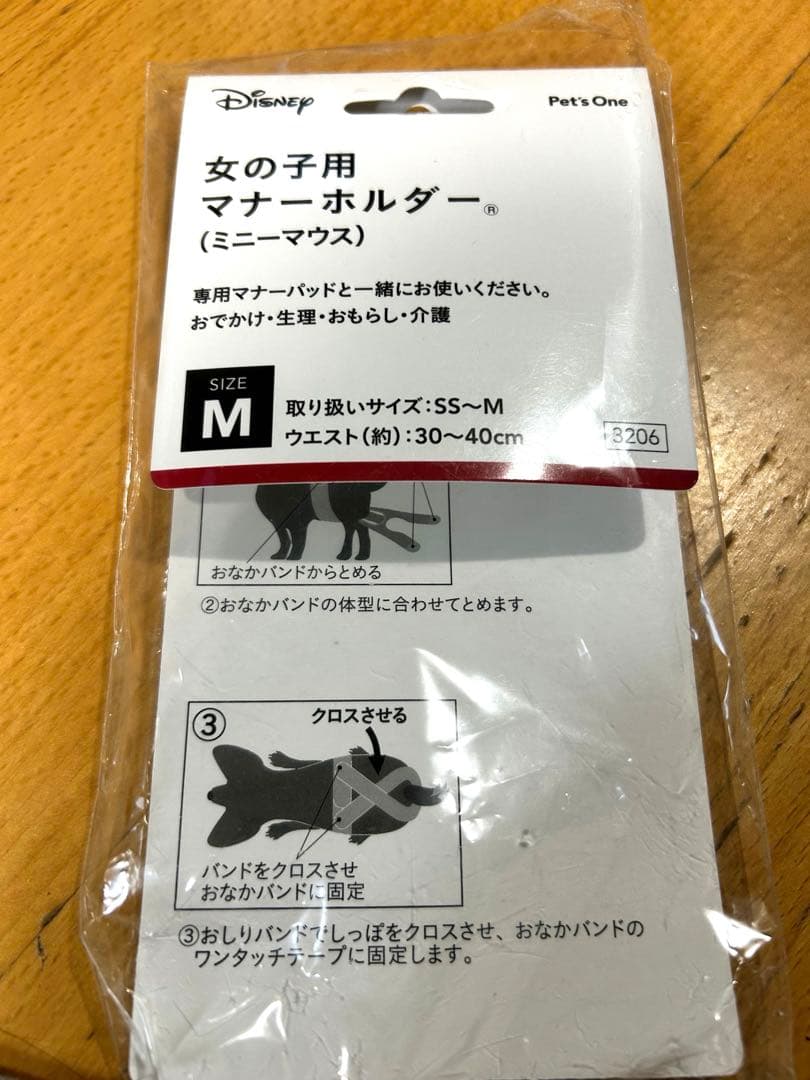 Disney
Pet's One
女の子用
マナーホルダー®
(ミニーマウス)
専用マナーパッドと一緒にお使いください。
おでかけ・生理・おもらし・介護
SIZE
M
取り扱いサイズ:SS〜M
ウエスト(約):30〜40cm
3206
おなかバンドからとめる
②おなかバンドの体型に合わせてとめます。
③
クロスさせる
バンドをクロスさせ
おなかバンドに固定
③おしりバンドでしっぽをクロスさせ、おなかバンドの
ワンタッチテープに固定します。